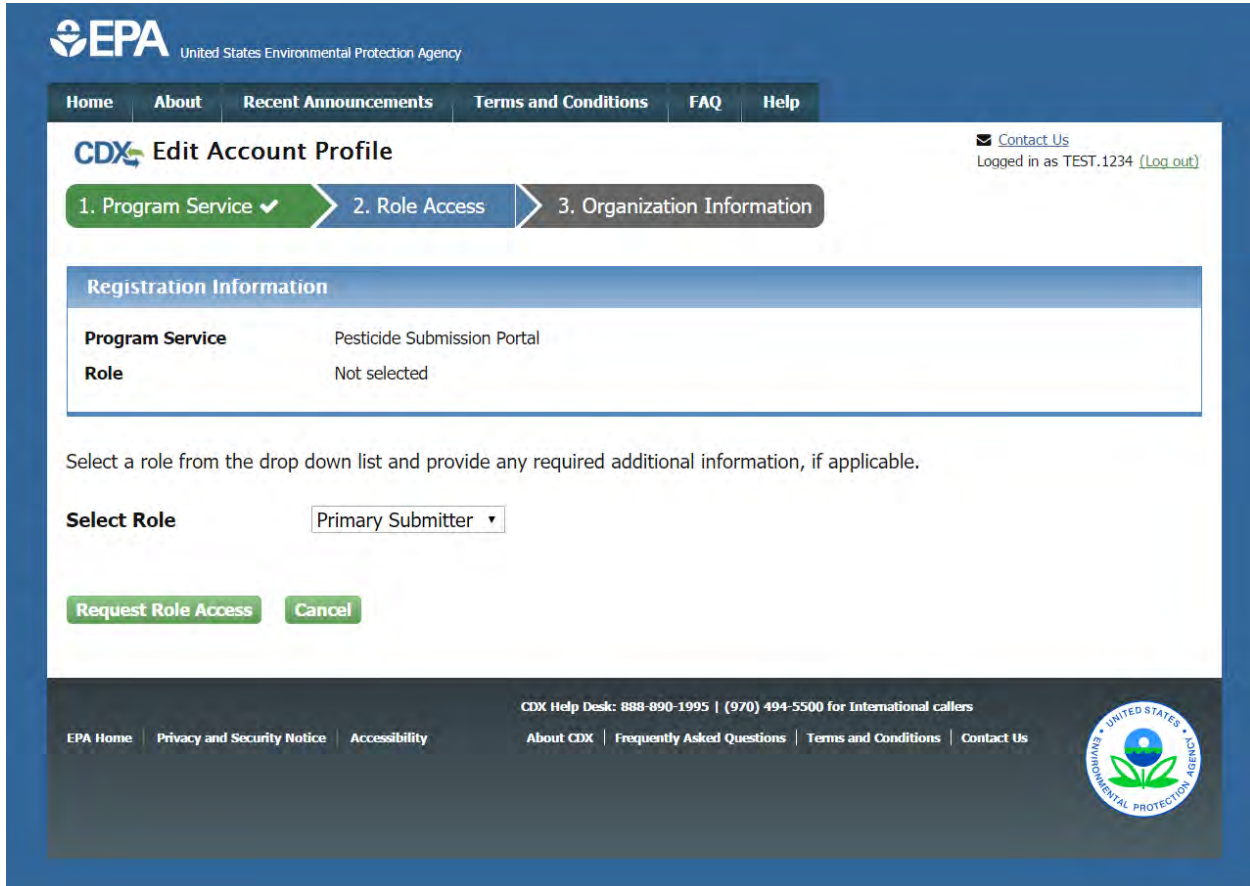 EPA United States Environmental Protection Agency
Home About Recent Announcements Terms and Conditions FAQ Help
CDX Edit Account Profile
Contact Us
Logged in as TEST.1234 (Log out)
1. Program Service ✔ 2. Role Access 3. Organization Information
Registration Information
Program Service Pesticide Submission Portal
Role Not selected
Select a role from the drop down list and provide any required additional information, if applicable.
Select Role Primary Submitter
Request Role Access Cancel
CDX Help Desk: 888-890-1995 | (970) 494-5500 for International callers
EPA Home | Privacy and Security Notice | Accessibility About CDX | Frequently Asked Questions | Terms and Conditions | Contact Us
UNITED STATES • ENVIRONMENTAL PROTECTION AGENCY •